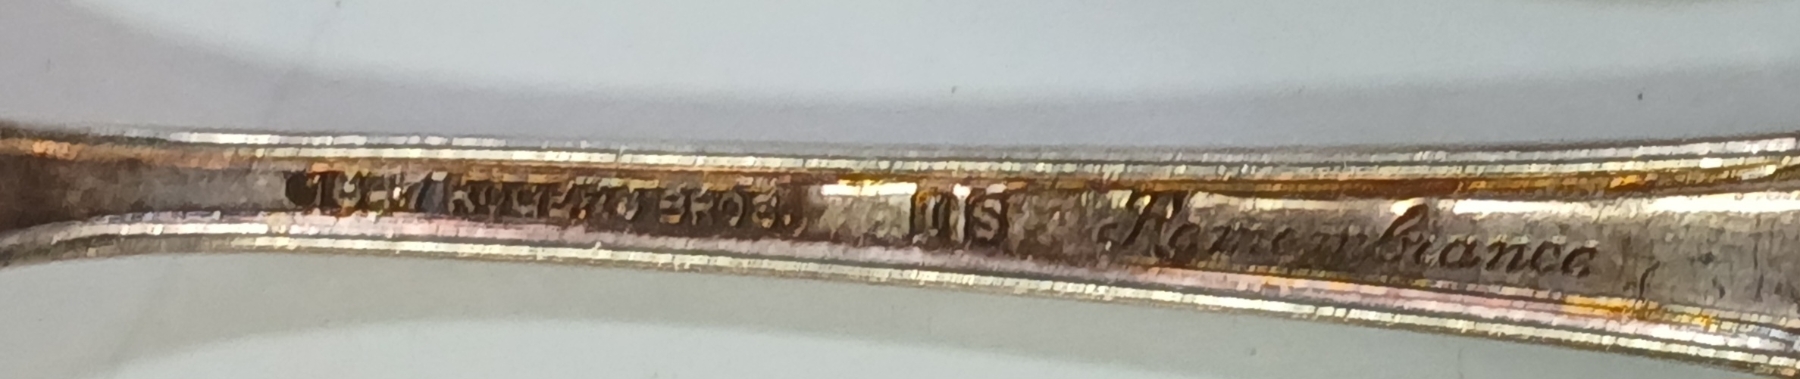 1847 ROGERS BROS. IS Remembrance